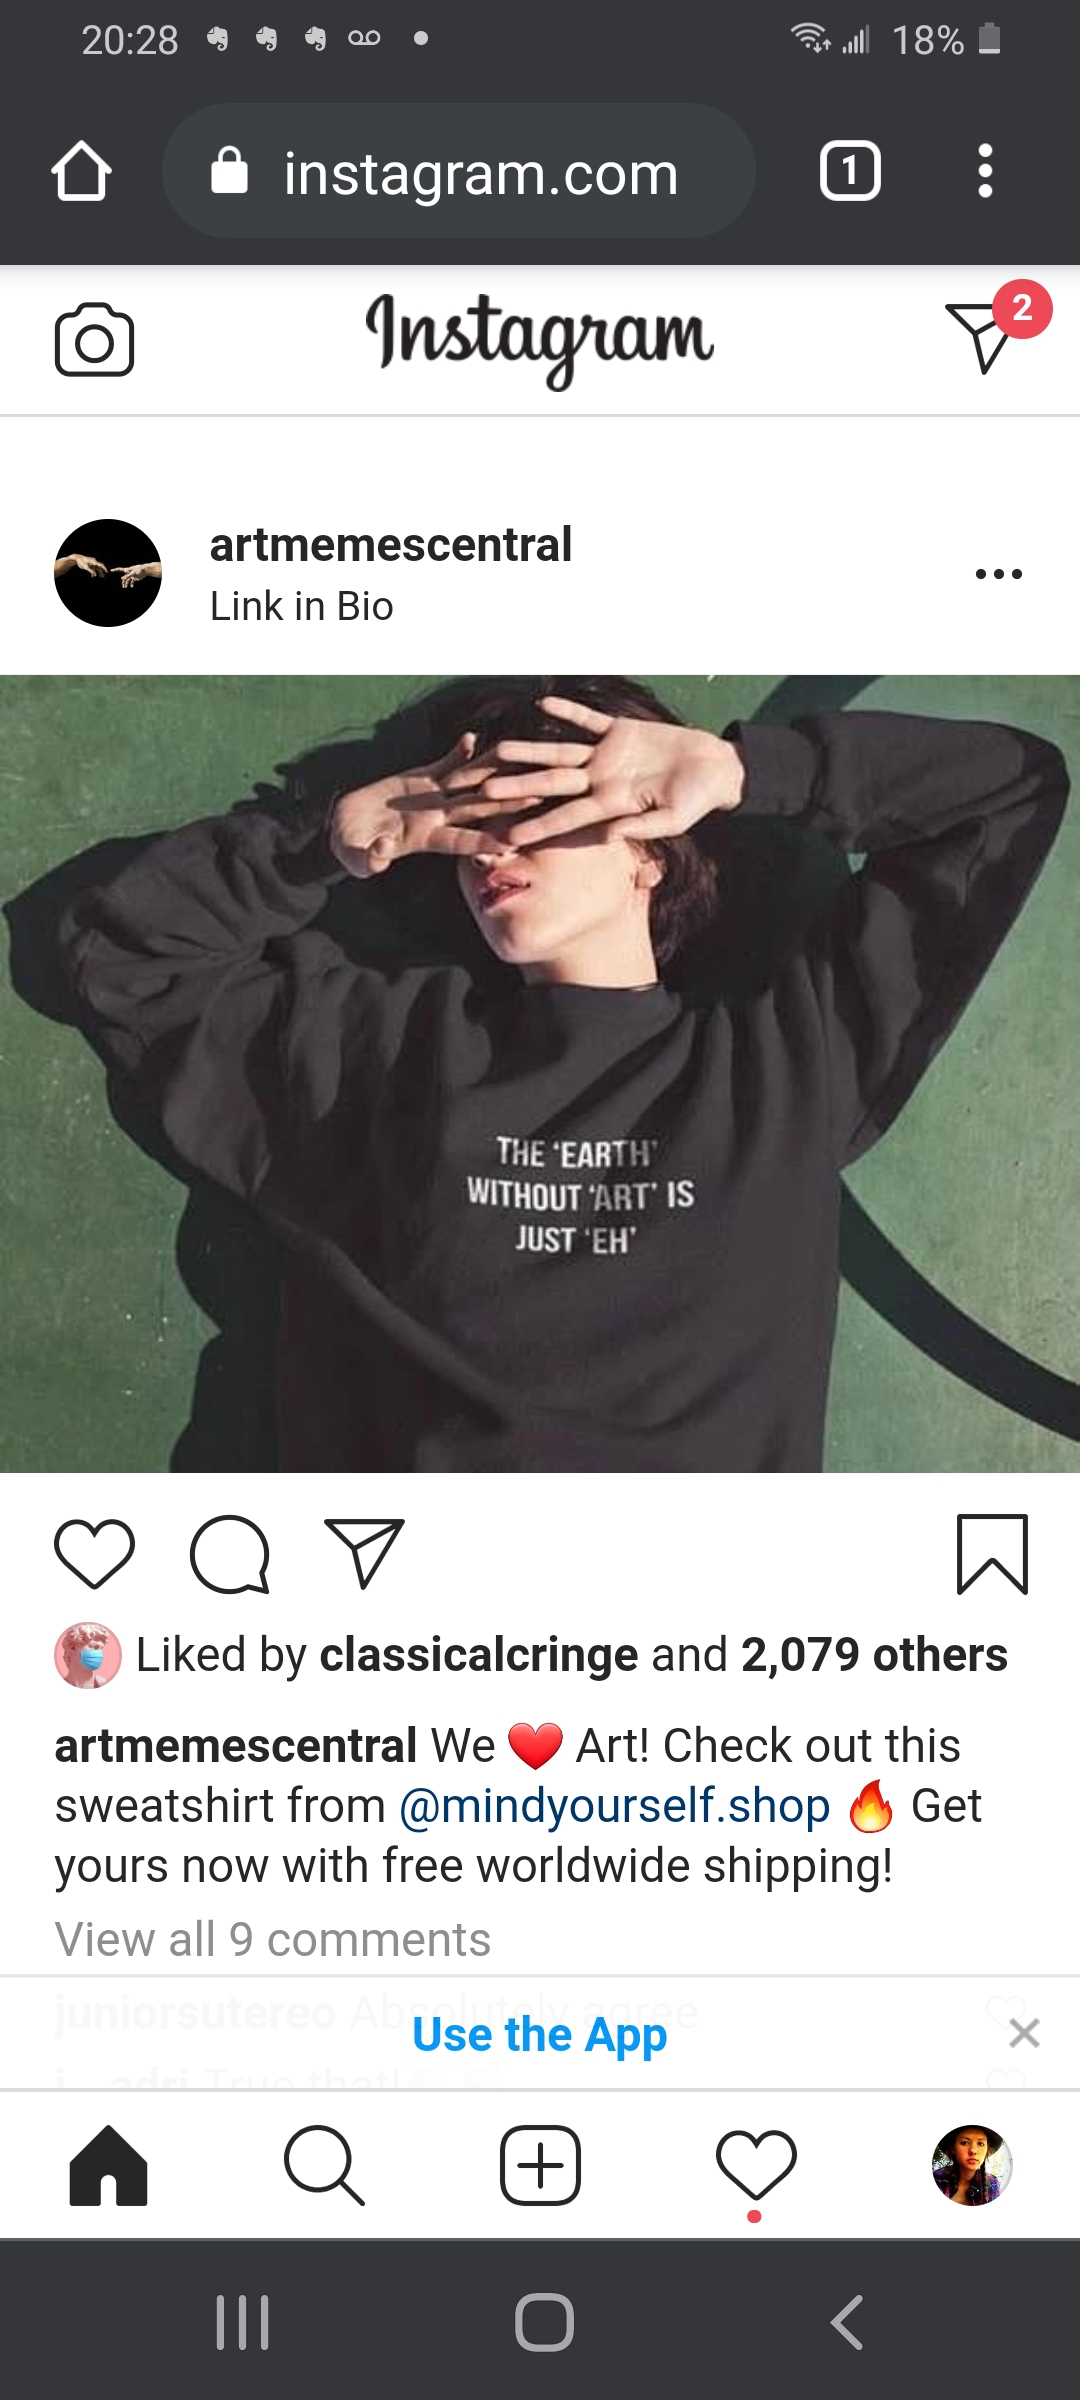 20:28
18%
instagram.com
1
Instagram
2
artmemescentral
Link in Bio
THE ‘EARTH’
WITHOUT ‘ART’ IS
JUST ‘EH’
Liked by classicalcringe and 2,079 others
artmemescentral We ❤️ Art! Check out this
sweatshirt from @mindyourself.shop 🔥 Get
yours now with free worldwide shipping!
View all 9 comments
juniorsutereo Absolutely agree
Use the App
True that!